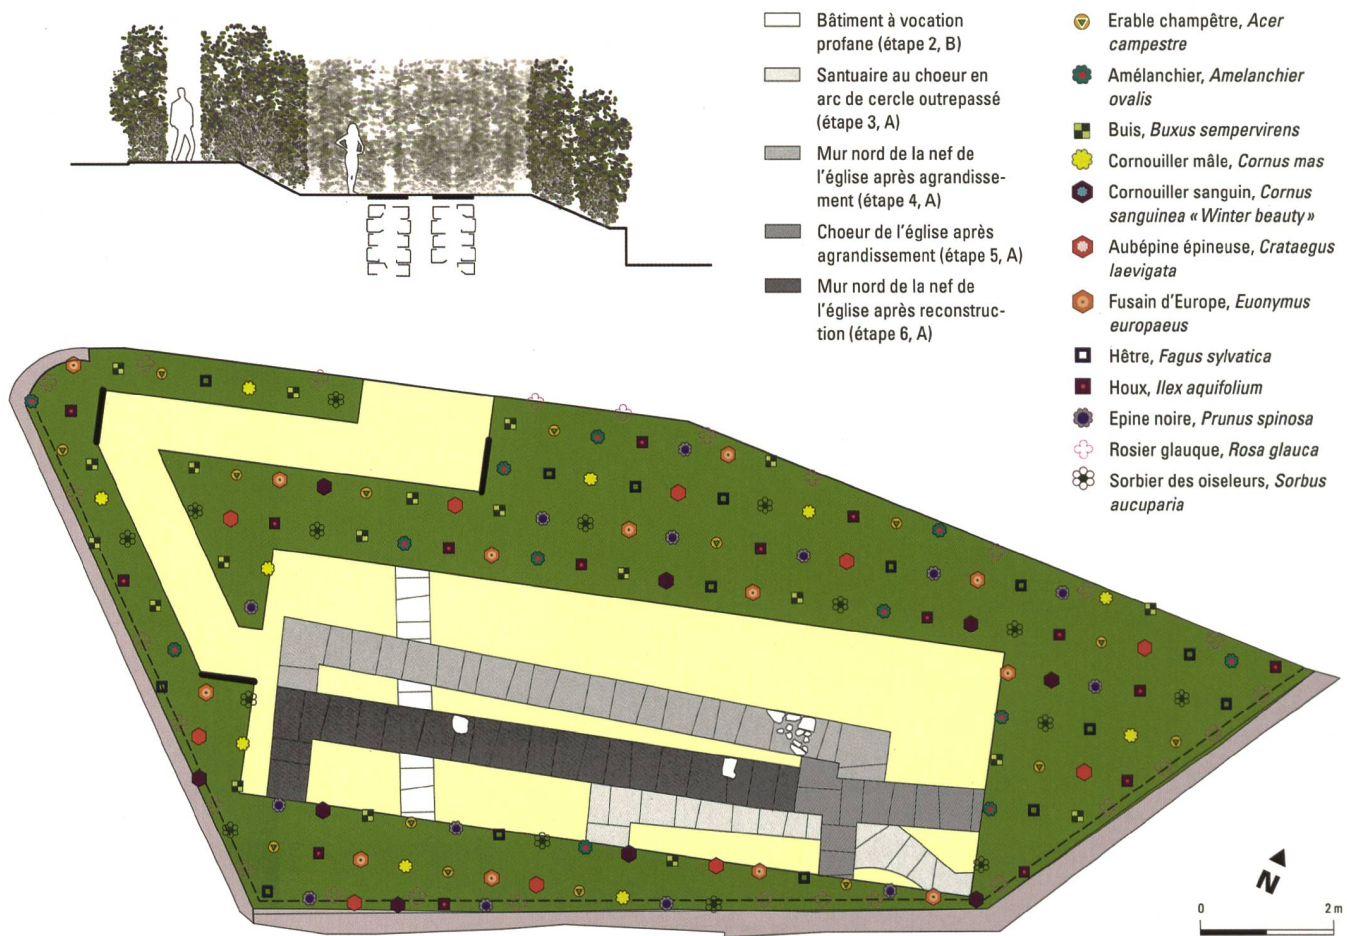 Bâtiment à vocation
profane (étape 2, B)
Santuaire au choeur en
arc de cercle outrepassé
(étape 3, A)
Mur nord de la nef de
l'église après agrandisse-
ment (étape 4, A)
Choeur de l'église après
agrandissement (étape 5, A)
Mur nord de la nef de
l'église après reconstruc-
tion (étape 6, A)
Erable champêtre, Acer
campestre
Amélanchier, Amelanchier
ovalis
Buis, Buxus sempervirens
Cornouiller mâle, Cornus mas
Cornouiller sanguin, Cornus
sanguinea « Winter beauty »
Aubépine épineuse, Crataegus
laevigata
Fusain d'Europe, Euonymus
europaeus
Hêtre, Fagus sylvatica
Houx, Ilex aquifolium
Epine noire, Prunus spinosa
Rosier glauque, Rosa glauca
Sorbier des oiseleurs, Sorbus
aucuparia
N
0 2 m